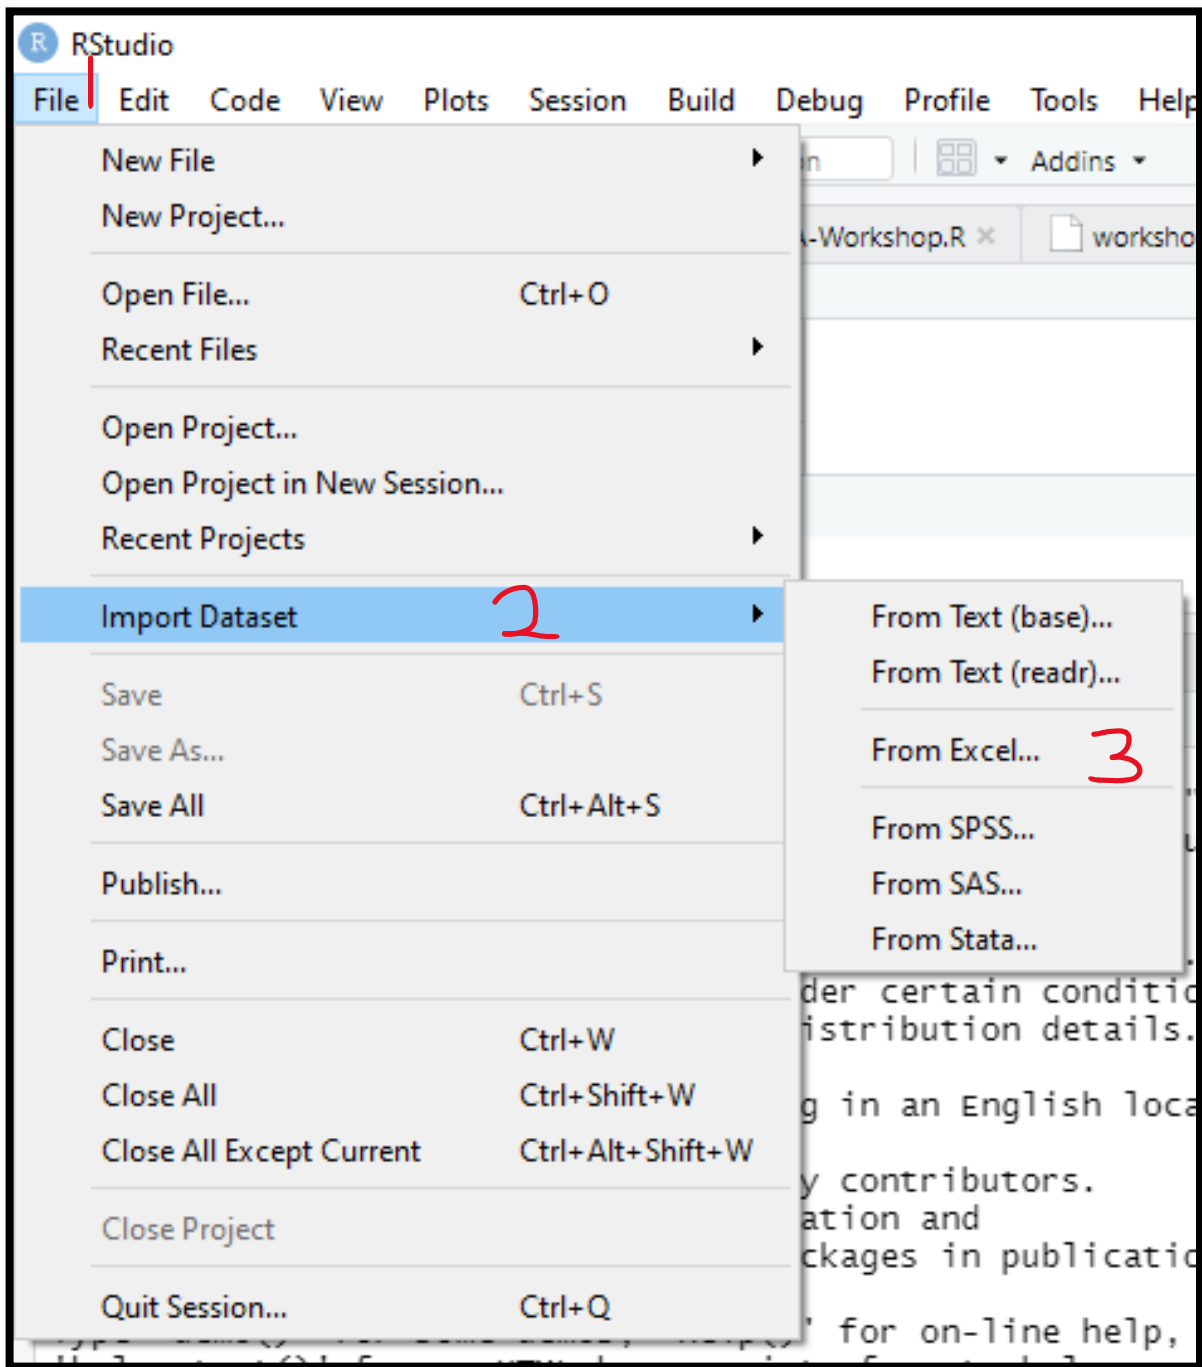 R RStudio
1
File Edit Code View Plots Session Build Debug Profile Tools Help
New File
Addins
New Project...
-Workshop.R ×
Open File... Ctrl+O
Recent Files
Open Project...
Open Project in New Session...
Recent Projects
Import Dataset 2
From Text (base)...
From Text (readr)...
Save Ctrl+S
Save As...
From Excel... 3
Save All Ctrl+Alt+S
From SPSS...
Publish...
From SAS...
From Stata...
Print...
der certain
Close Ctrl+W
istribution details.
Close All Ctrl+Shift+W
g in an English
Close All Except Current Ctrl+Alt+Shift+W
y contributors.
Close Project
ation and
ckages in
Quit Session... Ctrl+Q
for on-line help,